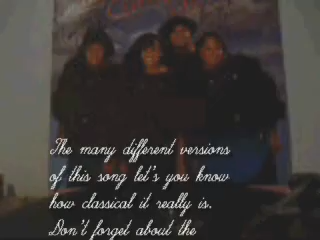 The many different versions
of this song let's you know
how classical it really is.
Don't forget about the